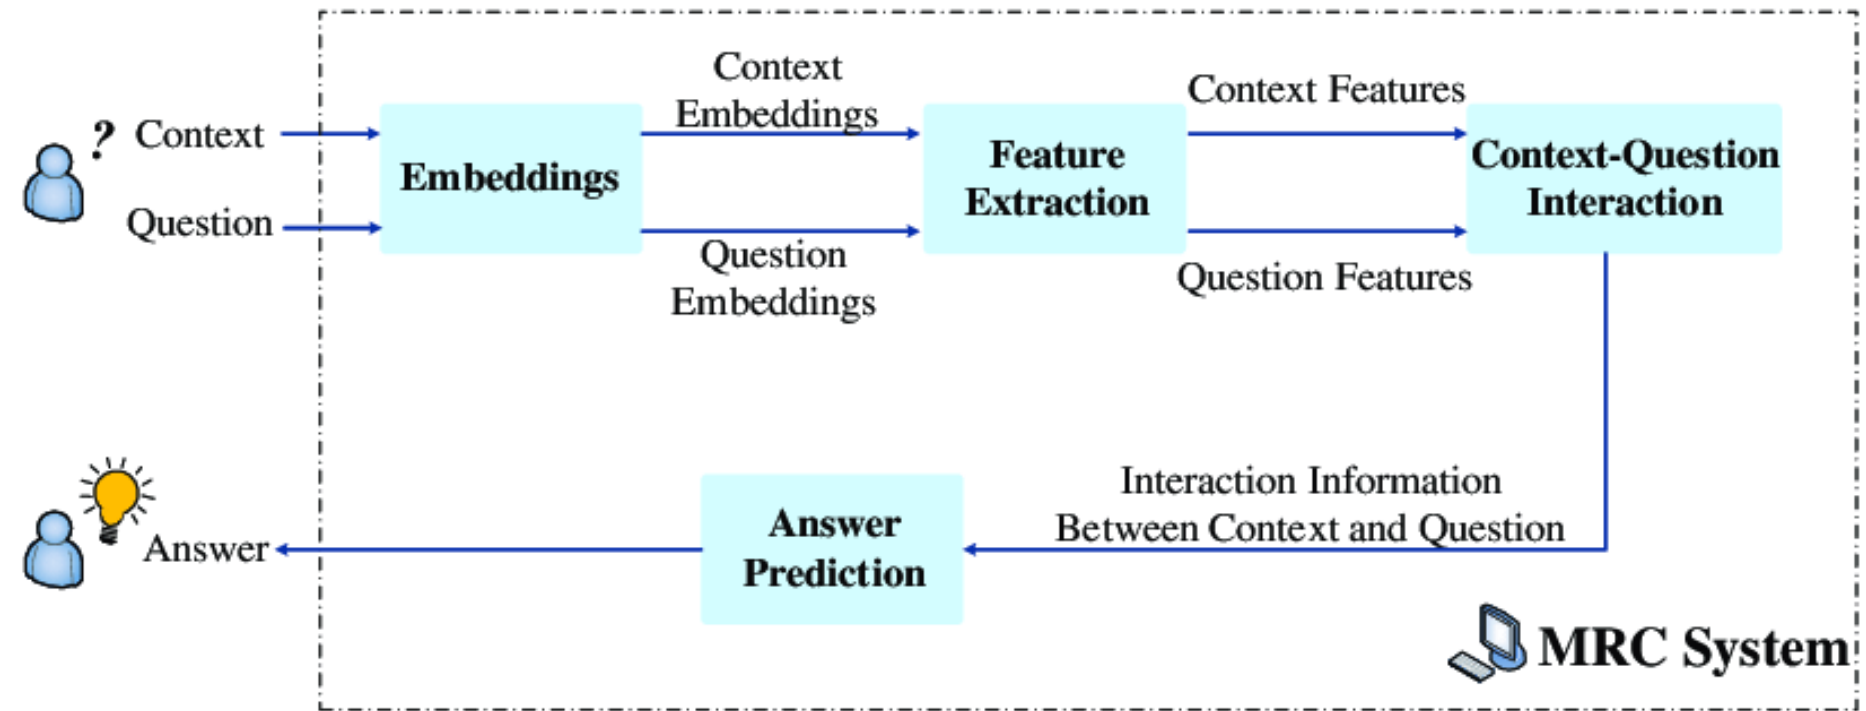 ?
Context
Question
Embeddings
Context
Embeddings
Question
Embeddings
Feature
Extraction
Context Features
Question Features
Context-Question
Interaction
Interaction Information
Between Context and Question
Answer
Prediction
Answer
MRC System